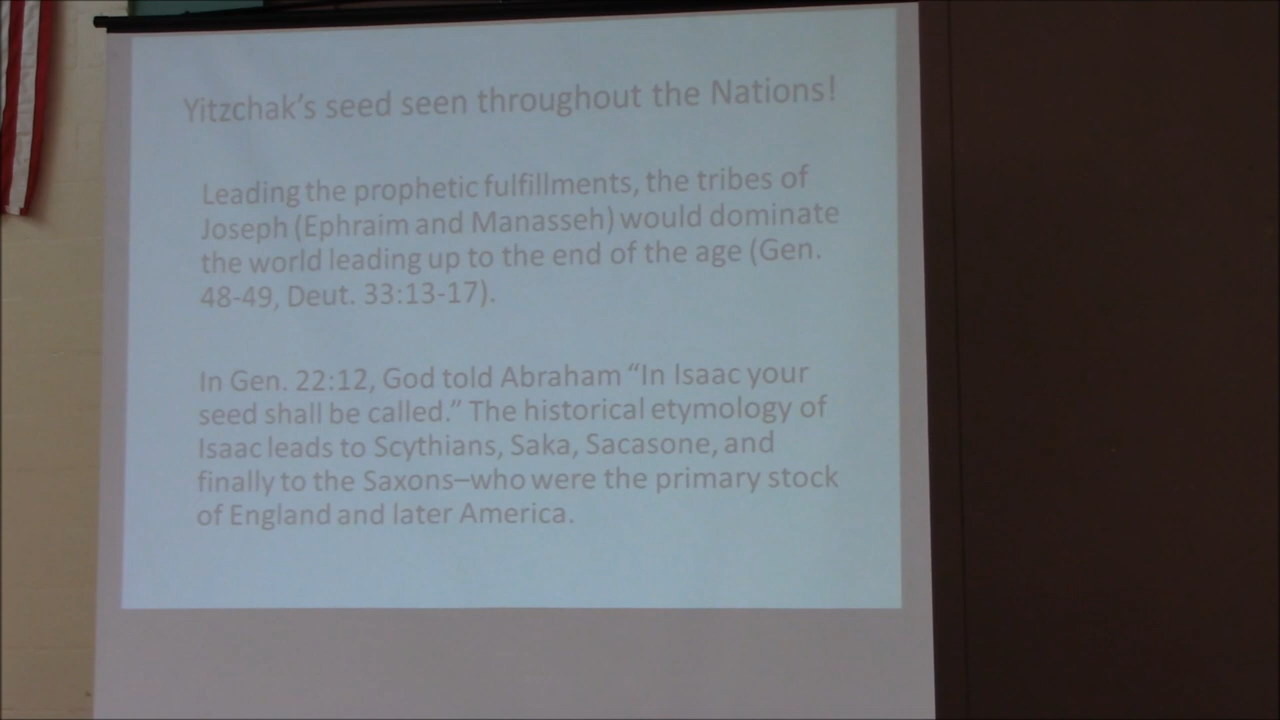 Yitzchak’s seed seen throughout the Nations!
Leading the prophetic fulfillments, the tribes of
Joseph (Ephraim and Manasseh) would dominate
the world leading up to the end of the age (Gen.
48-49, Deut. 33:13-17).
In Gen. 22:12, God told Abraham “In Isaac your
seed shall be called.” The historical etymology of
Isaac leads to Scythians, Saka, Sacasone, and
finally to the Saxons–who were the primary stock
of England and later America.